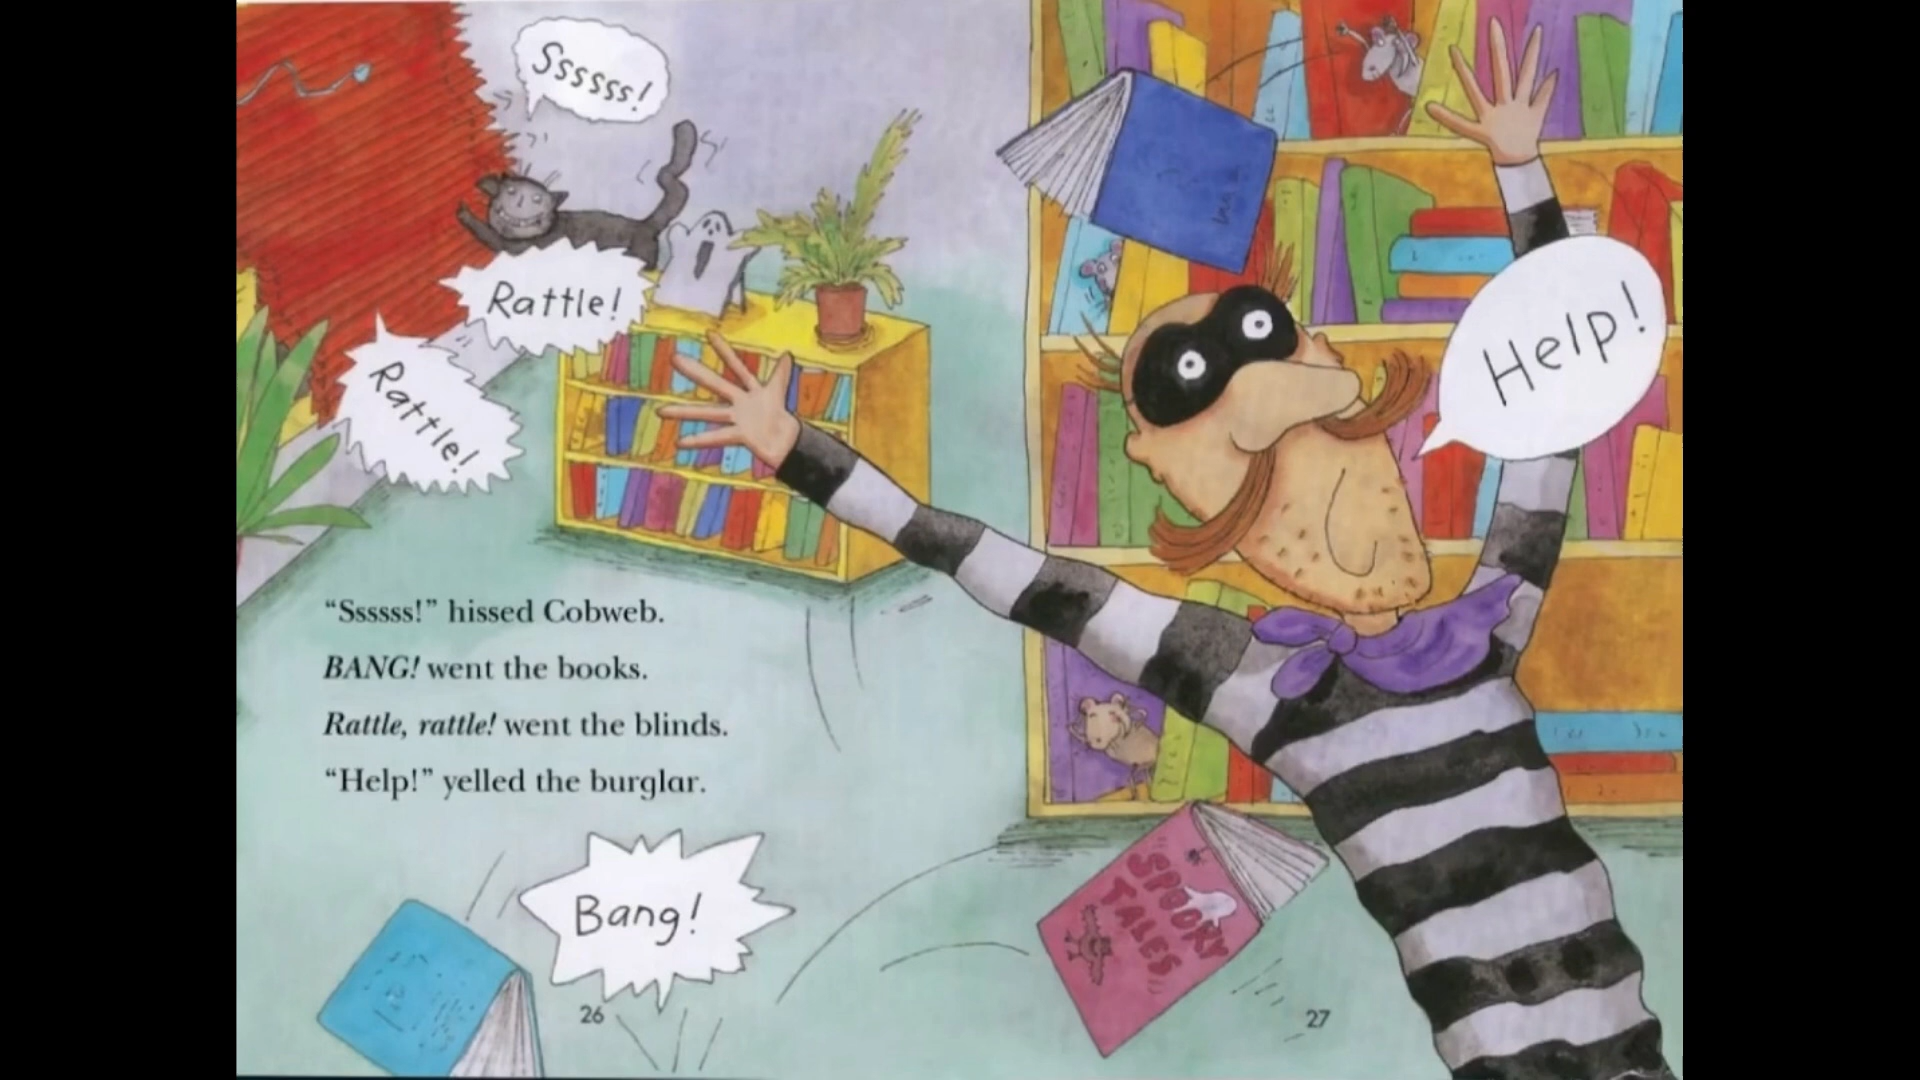 Ssssss!
Rattle!
Rattle!
Help!
“Ssssss!” hissed Cobweb.
BANG! went the books.
Rattle, rattle! went the blinds.
“Help!” yelled the burglar.
Bang!
SPOOKY
TALES
26
27